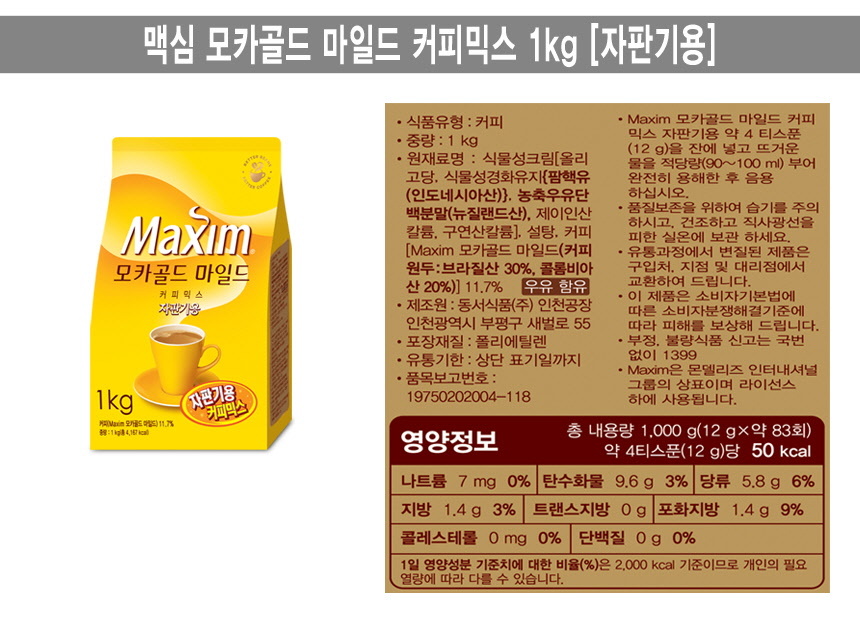 맥심 모카골드 마일드 커피믹스 1kg [자판기용]
Maxim
모카골드 마일드
커피믹스
자판기용
1kg
자판기용
커피믹스
커피(Maxim 모카골드 마일드) 11.7%
중량 : 1 kg(총 4,167 kcal)
• 식품유형 : 커피
• 중량 : 1 kg
• 원재료명 : 식물성크림[올리
고당, 식물성경화유지{팜핵유
(인도네시아산)}, 농축우유단
백분말(뉴질랜드산), 제이인산
칼륨, 구연산칼륨], 설탕, 커피
[Maxim 모카골드 마일드(커피
원두:브라질산 30%, 콜롬비아
산 20%)] 11.7% 우유 함유
• 제조원 : 동서식품(주) 인천공장
인천광역시 부평구 새벌로 55
• 포장재질 : 폴리에틸렌
• 유통기한 : 상단 표기일까지
• 품목보고번호 :
19750202004-118
• Maxim 모카골드 마일드 커피
믹스 자판기용 약 4 티스푼
(12 g)을 잔에 넣고 뜨거운
물을 적당량(90~100 ml) 부어
완전히 용해한 후 음용
하십시오.
• 품질보존을 위하여 습기를 주의
하시고, 건조하고 직사광선을
피한 실온에 보관 하세요.
• 유통과정에서 변질된 제품은
구입처, 지점 및 대리점에서
교환하여 드립니다.
• 이 제품은 소비자기본법에
따른 소비자분쟁해결기준에
따라 피해를 보상해 드립니다.
• 부정, 불량식품 신고는 국번
없이 1399
• Maxim은 몬델리즈 인터내셔널
그룹의 상표이며 라이선스
하에 사용됩니다.
영양정보
총 내용량 1,000 g(12 g×약 83회)
약 4티스푼(12 g)당 50 kcal
나트륨 7 mg 0% 탄수화물 9.6 g 3% 당류 5.8 g 6%
지방 1.4 g 3% 트랜스지방 0 g 포화지방 1.4 g 9%
콜레스테롤 0 mg 0% 단백질 0 g 0%
1일 영양성분 기준치에 대한 비율(%)은 2,000 kcal 기준이므로 개인의 필요
열량에 따라 다를 수 있습니다.